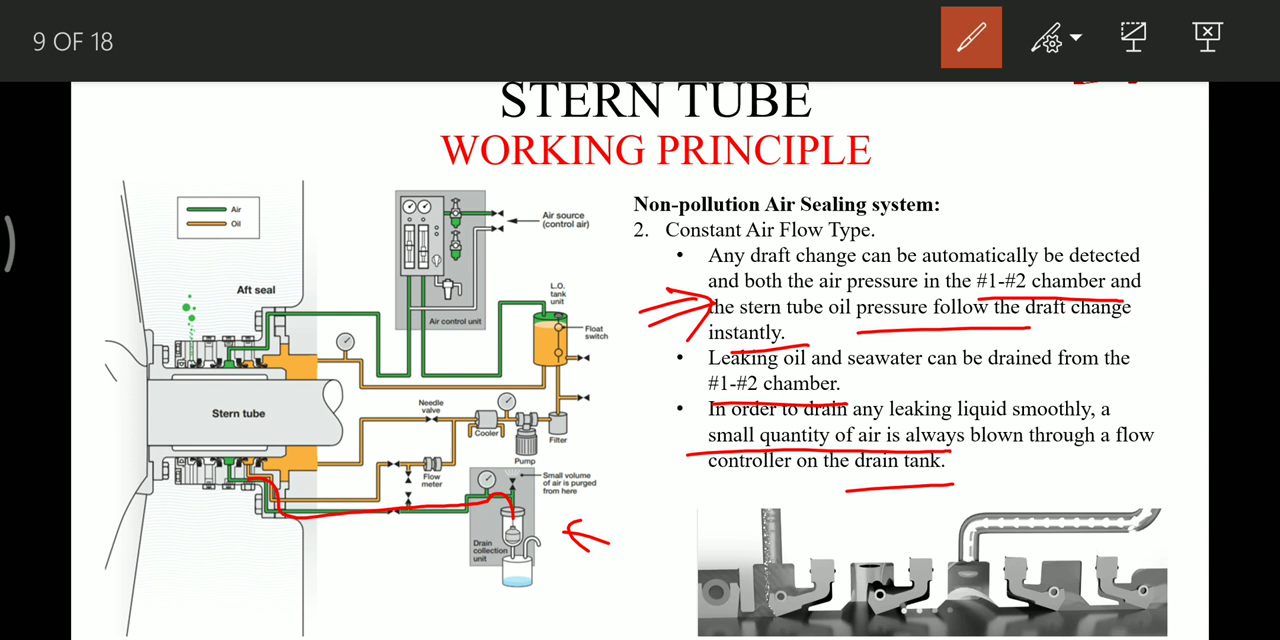 9 OF 18
STERN TUBE
WORKING PRINCIPLE
Air
Oil
Aft seal
Stern tube
Air source
(control air)
Air control unit
L.O.
tank
unit
Float
switch
Needle
valve
Cooler
Pump
Filter
Flow
meter
Small volume
of air is purged
from here
Drain
collection
unit
Non-pollution Air Sealing system:
2. Constant Air Flow Type.
• Any draft change can be automatically be detected
and both the air pressure in the #1-#2 chamber and
the stern tube oil pressure follow the draft change
instantly.
• Leaking oil and seawater can be drained from the
#1-#2 chamber.
• In order to drain any leaking liquid smoothly, a
small quantity of air is always blown through a flow
controller on the drain tank.